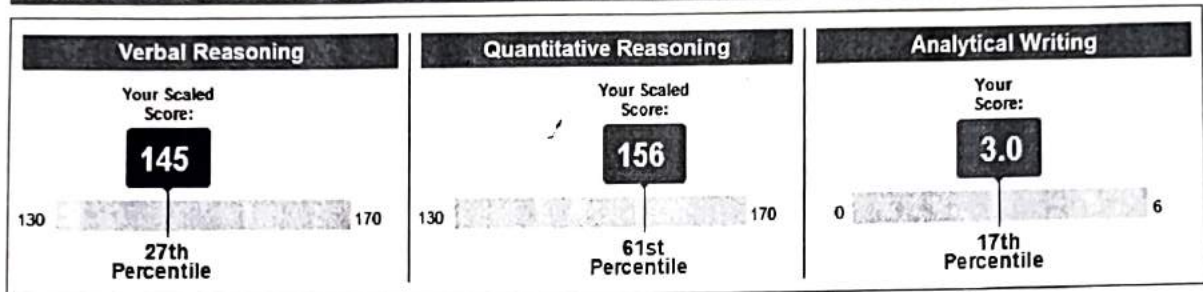 Verbal Reasoning
Your Scaled
Score:
145
130
170
27th
Percentile
Quantitative Reasoning
Your Scaled
Score:
156
130
170
61st
Percentile
Analytical Writing
Your
Score:
3.0
0
6
17th
Percentile